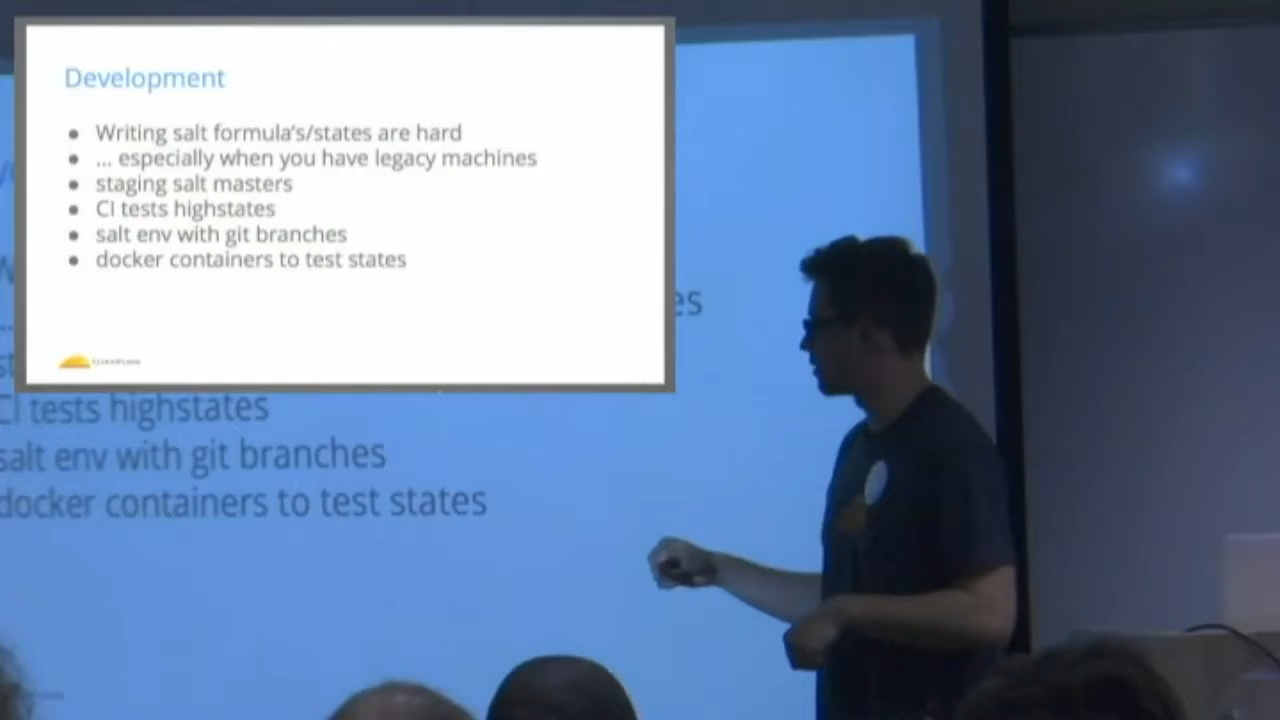 Development
● Writing salt formula's/states are hard
● ... especially when you have legacy machines
● staging salt masters
● CI tests highstates
● salt env with git branches
● docker containers to test states
CLOUDFLARE
es
CI tests highstates
salt env with git branches
docker containers to test states